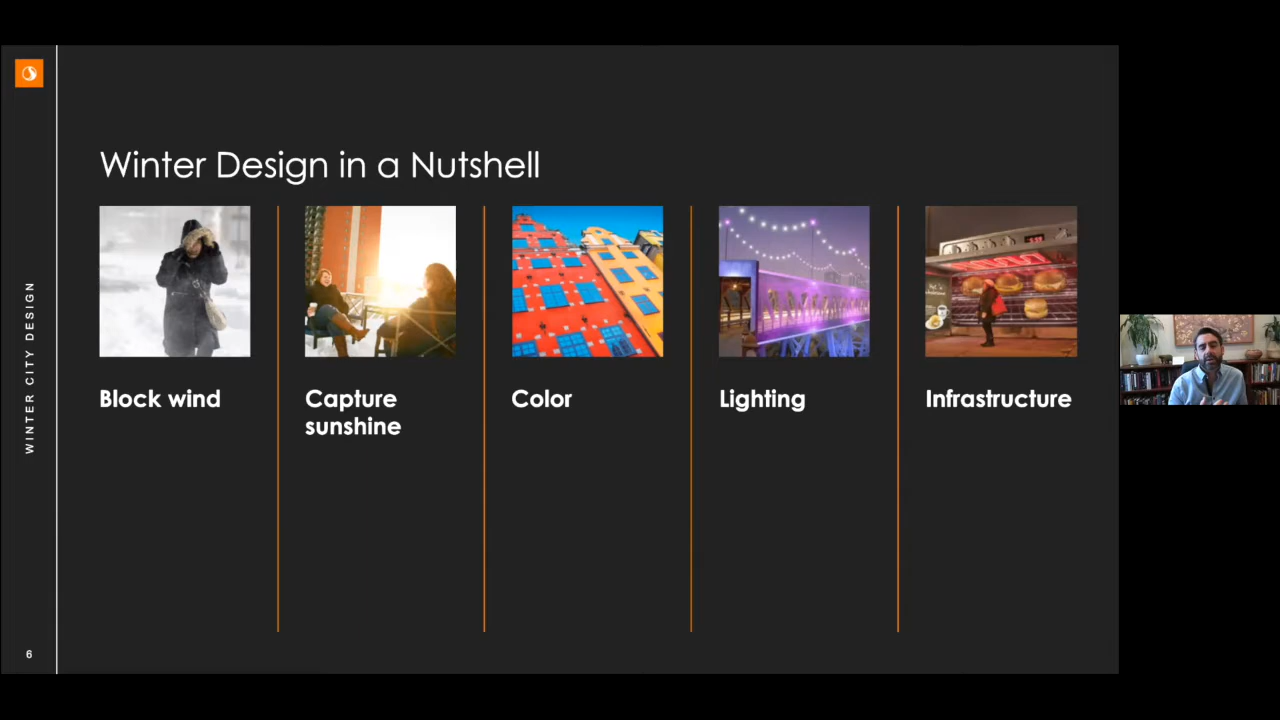 Winter Design in a Nutshell
Block wind
Capture
sunshine
Color
Lighting
Infrastructure
WINTER CITY DESIGN
6